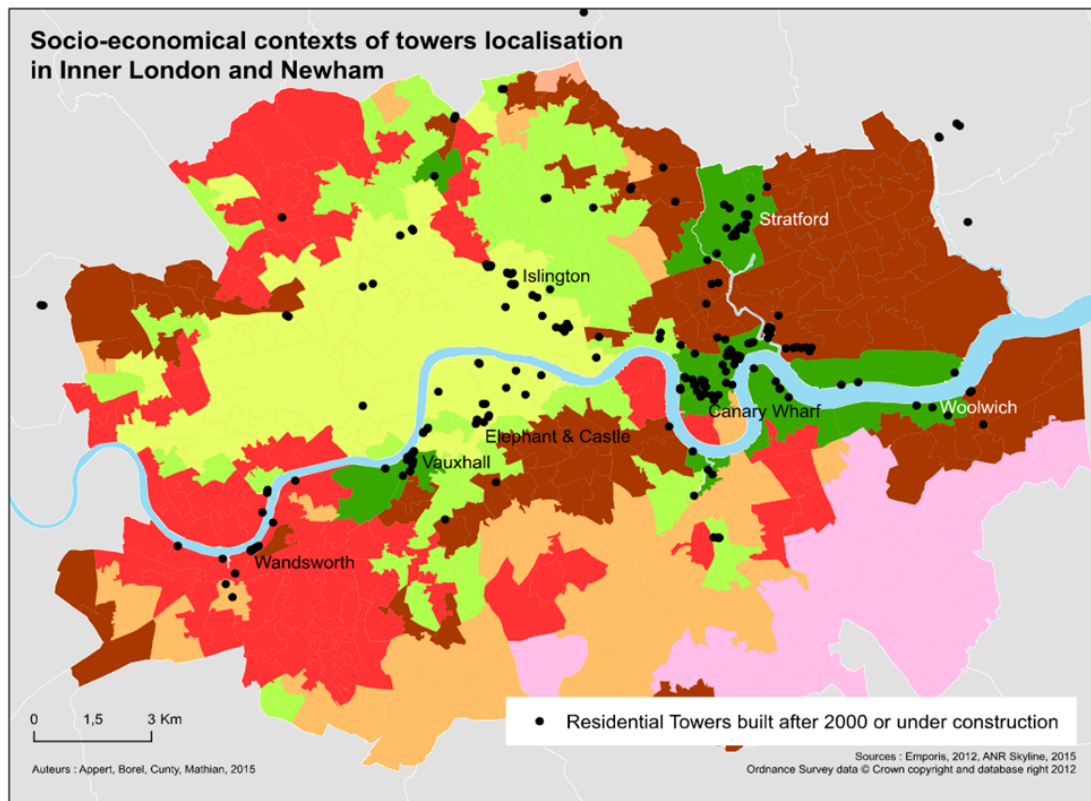 Socio-economical contexts of towers localisation
in Inner London and Newham
Stratford
Islington
Canary Wharf
Woolwich
Elephant & Castle
Vauxhall
Wandsworth
0 1,5 3 Km
Residential Towers built after 2000 or under construction
Auteurs : Appert, Borel, Cunty, Mathian, 2015
Sources : Emporis, 2012, ANR Skyline, 2015
Ordnance Survey data © Crown copyright and database right 2012